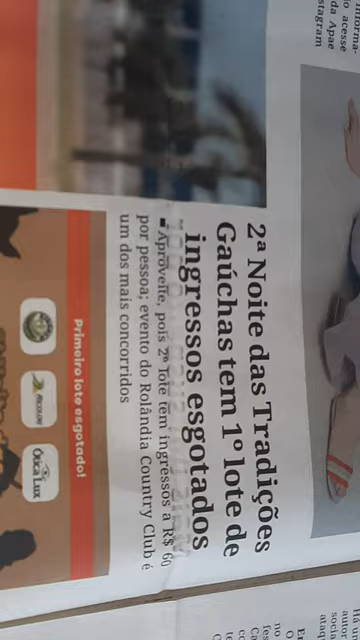 2ª Noite das Tradições
Gaúchas tem 1º lote de
ingressos esgotados
■ Aproveite, pois 2º lote tem ingressos a R$ 60
por pessoa; evento do Rolândia Country Club é
um dos mais concorridos
Primeiro lote esgotado!
Ótica Lux
informa-
acesse
da Apae
stagram